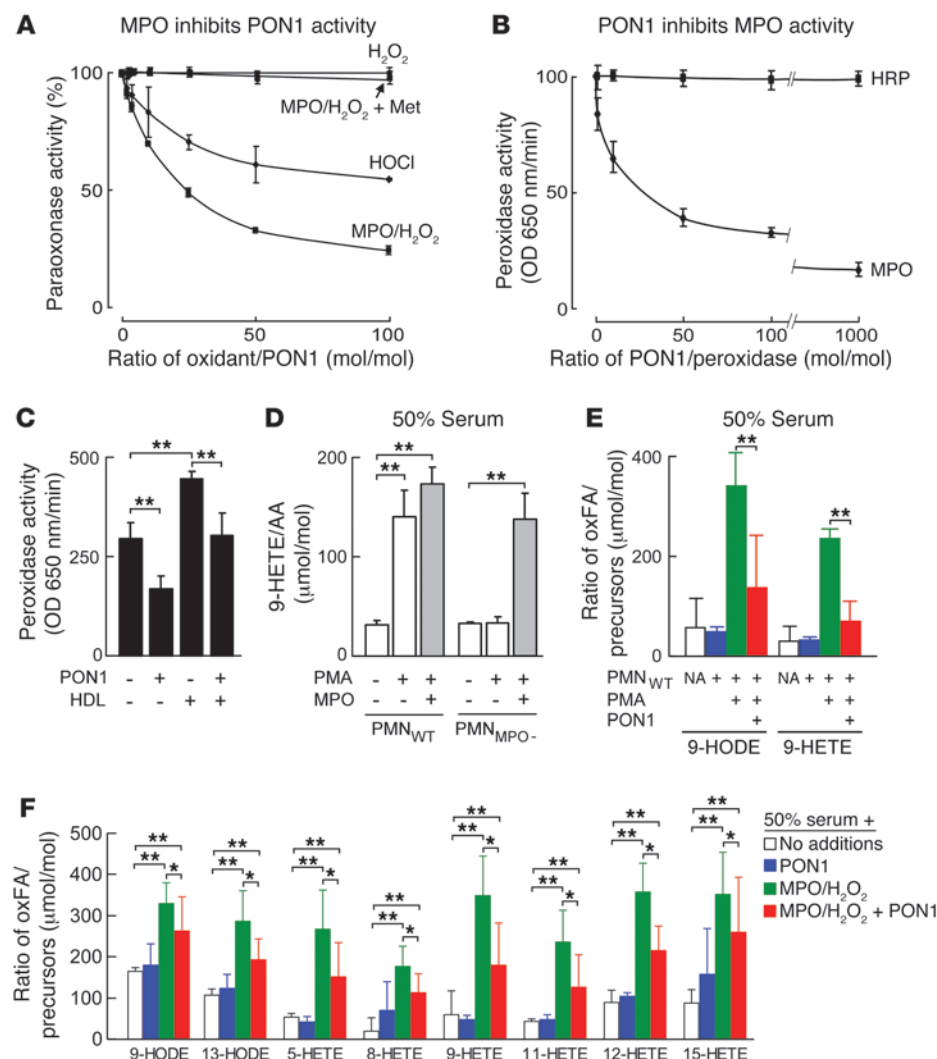 A
MPO inhibits PON1 activity
Paraoxonase activity (%)
100
50
0
H₂O₂
MPO/H₂O₂ + Met
HOCl
MPO/H₂O₂
0 50 100
Ratio of oxidant/PON1 (mol/mol)
B
PON1 inhibits MPO activity
Peroxidase activity
(OD 650 nm/min)
100
50
0
HRP
MPO
0 50 100 1000
Ratio of PON1/peroxidase (mol/mol)
C
Peroxidase activity
(OD 650 nm/min)
500
250
0
**
**
**
PON1 - + - +
HDL - - + +
D
50% Serum
9-HETE/AA
(μmol/mol)
200
100
0
**
**
**
PMA - + + - + +
MPO - - + - - +
PMN_WT PMN_MPO-
E
50% Serum
Ratio of oxFA/
precursors (μmol/mol)
400
200
0
**
**
PMN_WT NA + + + NA + + +
PMA + + + +
PON1 + +
9-HODE 9-HETE
F
Ratio of oxFA/
precursors (μmol/mol)
500
400
300
200
100
0
** ** ** ** ** ** ** **
** ** ** ** ** ** ** **
* * * * * * * *
9-HODE 13-HODE 5-HETE 8-HETE 9-HETE 11-HETE 12-HETE 15-HETE
50% serum +
No additions
PON1
MPO/H₂O₂
MPO/H₂O₂ + PON1